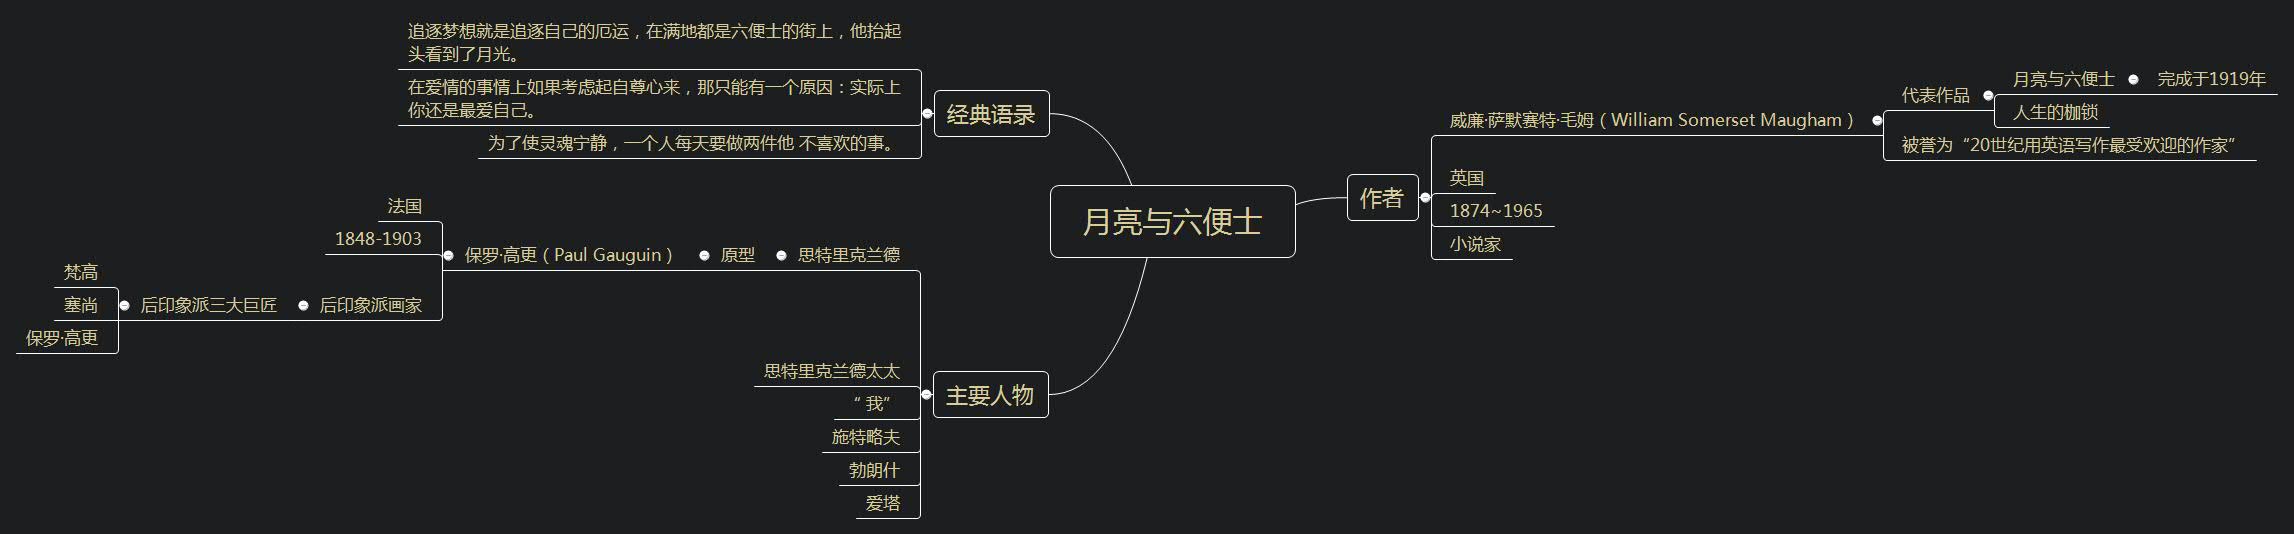 月亮与六便士
作者
威廉·萨默赛特·毛姆（William Somerset Maugham）
代表作品
月亮与六便士
完成于1919年
人生的枷锁
被誉为“20世纪用英语写作最受欢迎的作家”
英国
1874~1965
小说家
经典语录
追逐梦想就是追逐自己的厄运，在满地都是六便士的街上，他抬起
头看到了月光。
在爱情的事情上如果考虑起自尊心来，那只能有一个原因：实际上
你还是最爱自己。
为了使灵魂宁静，一个人每天要做两件他 不喜欢的事。
主要人物
思特里克兰德
原型
保罗·高更（Paul Gauguin）
法国
1848-1903
后印象派画家
后印象派三大巨匠
梵高
塞尚
保罗·高更
思特里克兰德太太
“ 我”
施特略夫
勃朗什
爱塔